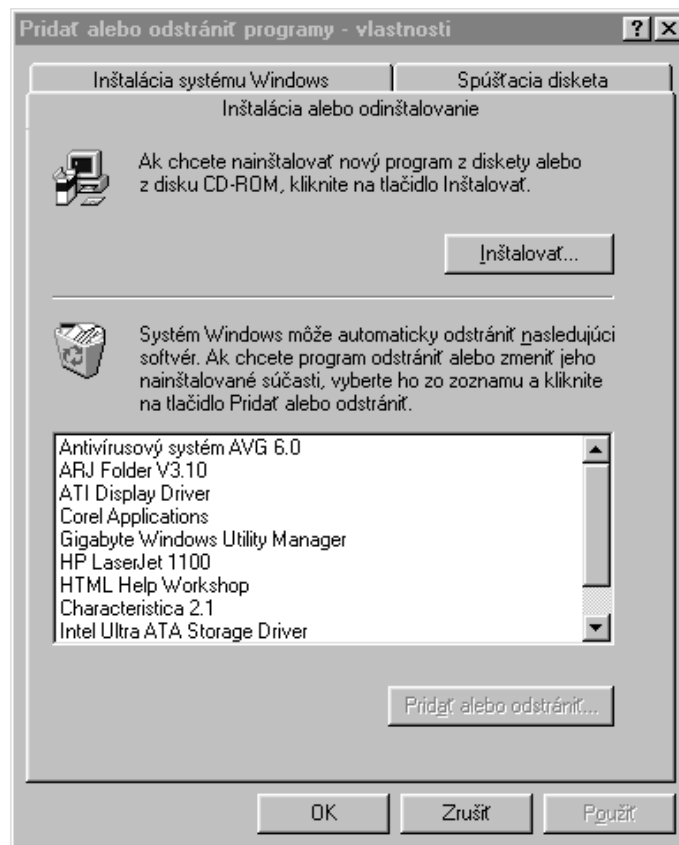 Pridať alebo odstrániť programy - vlastnosti
Inštalácia systému Windows
Spúšťacia disketa
Inštalácia alebo odinštalovanie
Ak chcete nainštalovať nový program z diskety alebo
z disku CD-ROM, kliknite na tlačidlo Inštalovať.
Inštalovať...
Systém Windows môže automaticky odstrániť nasledujúci
softvér. Ak chcete program odstrániť alebo zmeniť jeho
nainštalované súčasti, vyberte ho zo zoznamu a kliknite
na tlačidlo Pridať alebo odstrániť.
Antivírusový systém AVG 6.0
ARJ Folder V3.10
ATI Display Driver
Corel Applications
Gigabyte Windows Utility Manager
HP LaserJet 1100
HTML Help Workshop
Characteristica 2.1
Intel Ultra ATA Storage Driver
Pridať alebo odstrániť...
OK
Zrušiť
Použiť